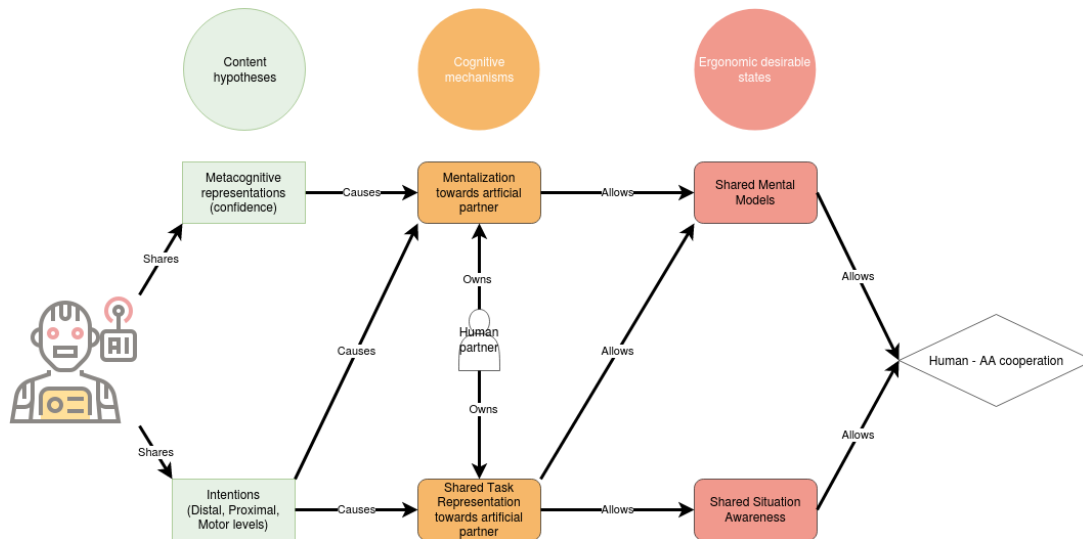 Content
hypotheses
Cognitive
mechanisms
Ergonomic desirable
states
Metacognitive
representations
(confidence)
Causes
Mentalization
towards artficial
partner
Allows
Shared Mental
Models
Shares
AI
Owns
Human
partner
Causes
Allows
Allows
Human - AA cooperation
Owns
Shares
Allows
Intentions
(Distal, Proximal,
Motor levels)
Causes
Shared Task
Representation
towards artificial
partner
Allows
Shared Situation
Awareness